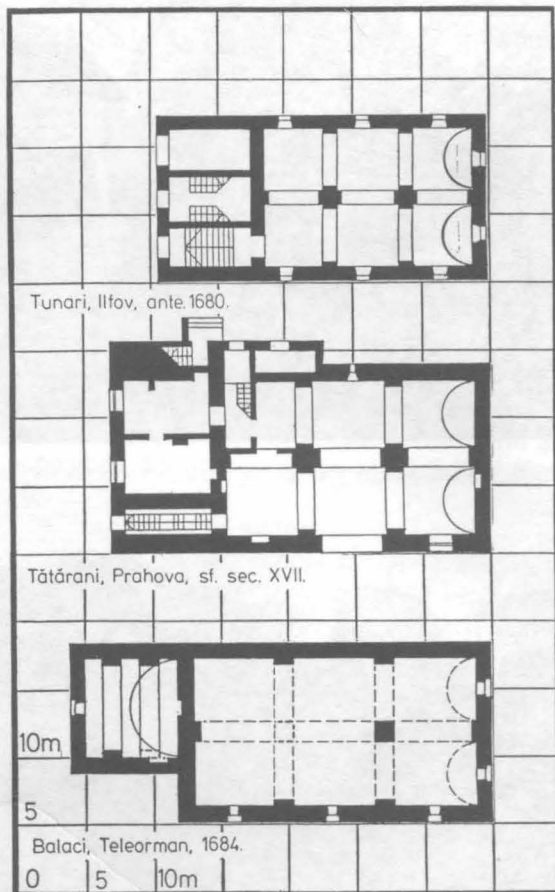 Tunari, Ilfov, ante. 1680.
Tătărani, Prahova, sf. sec. XVII.
10m
5
Balaci, Teleorman, 1684.
0 5 10m